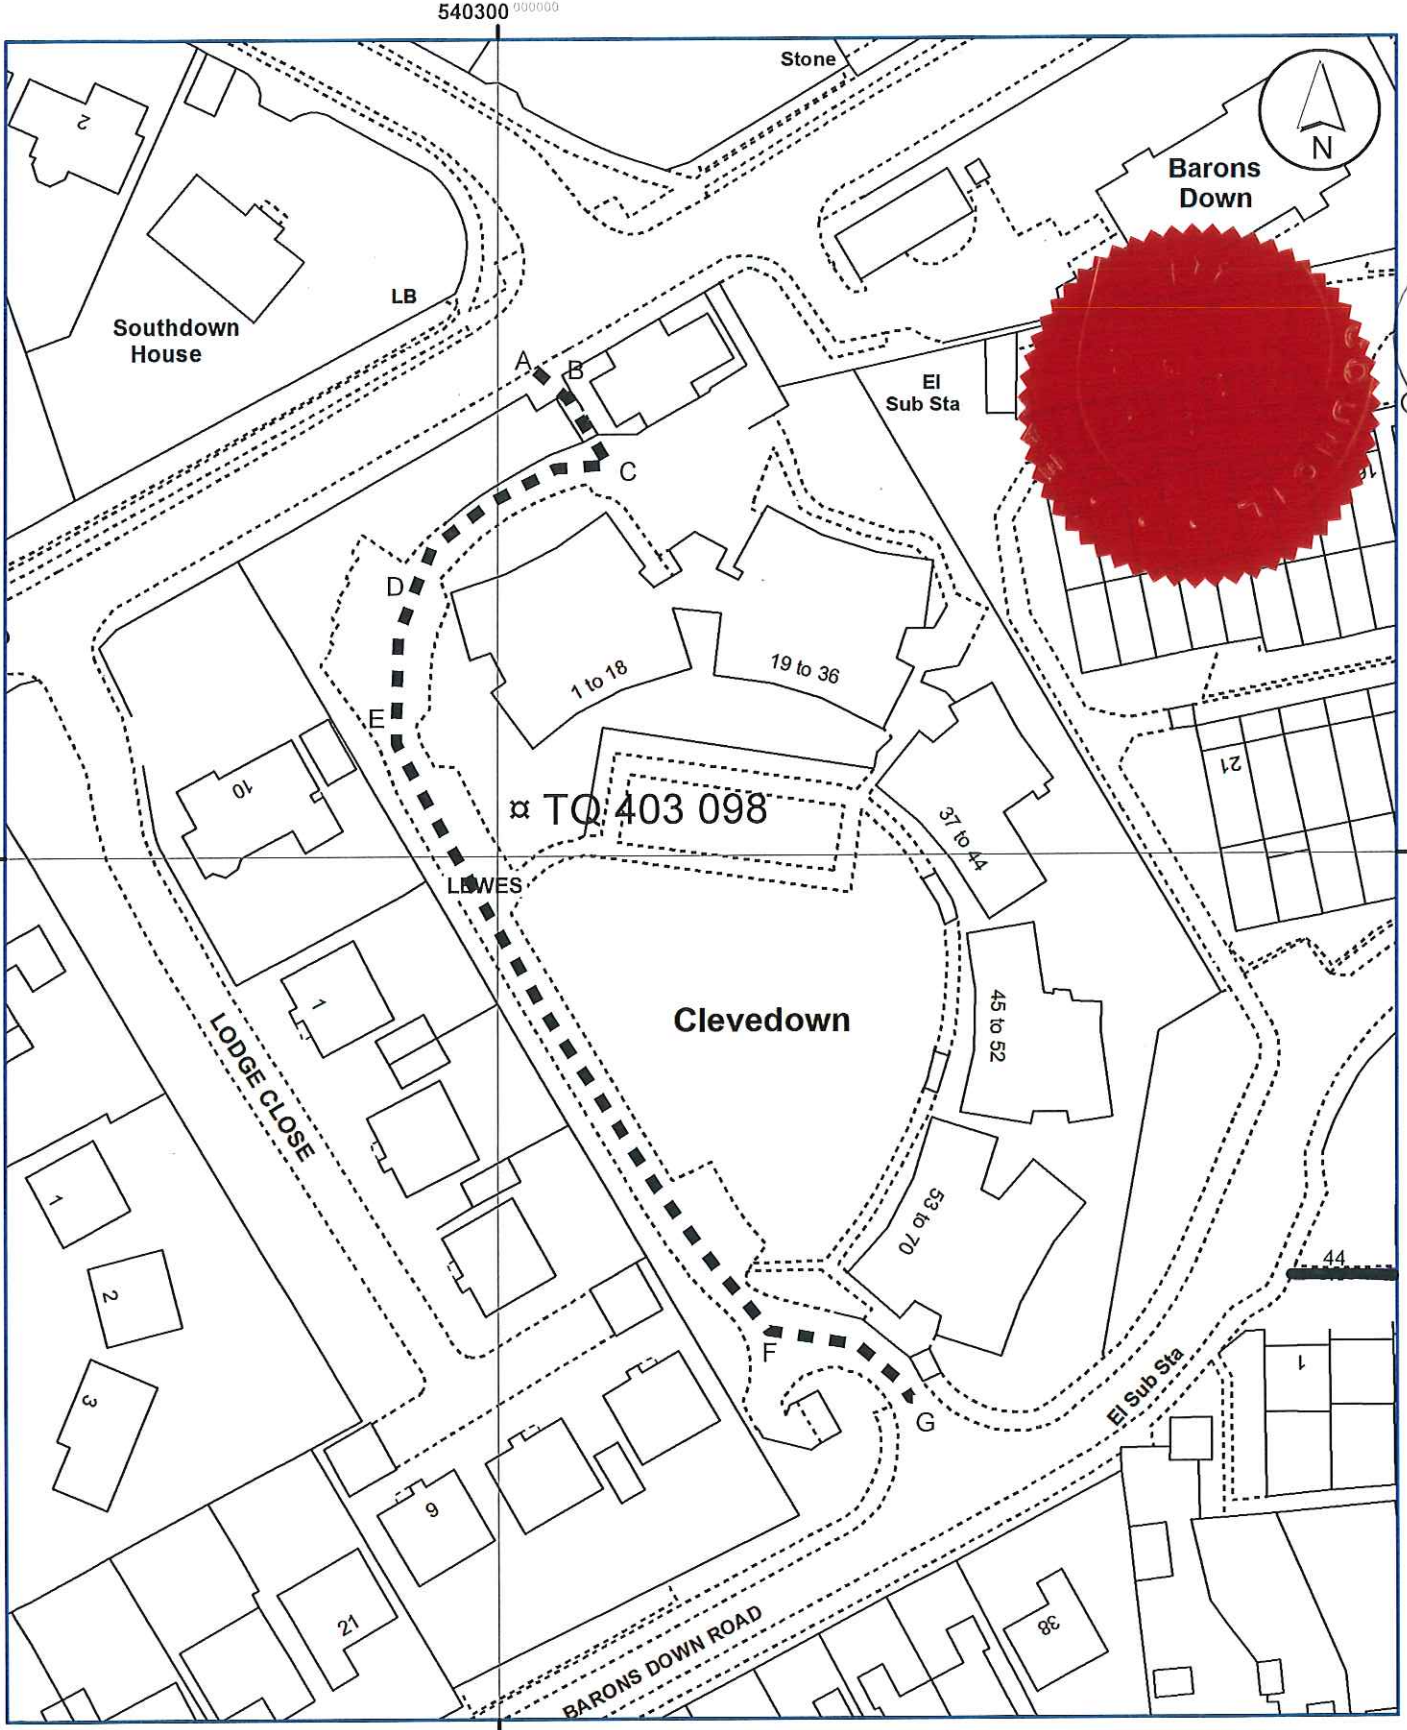 540300 000000
Stone
2
N
Barons
Down
LB
Southdown
House
A
B
El
Sub Sta
C
D
1 to 18
19 to 36
E
10
21
¤ TQ 403 098
37 to 44
LEWES
Clevedown
1
45 to 52
LODGE CLOSE
1
53 to 70
2
44
F
El Sub Sta
1
3
G
9
21
38
BARONS DOWN ROAD